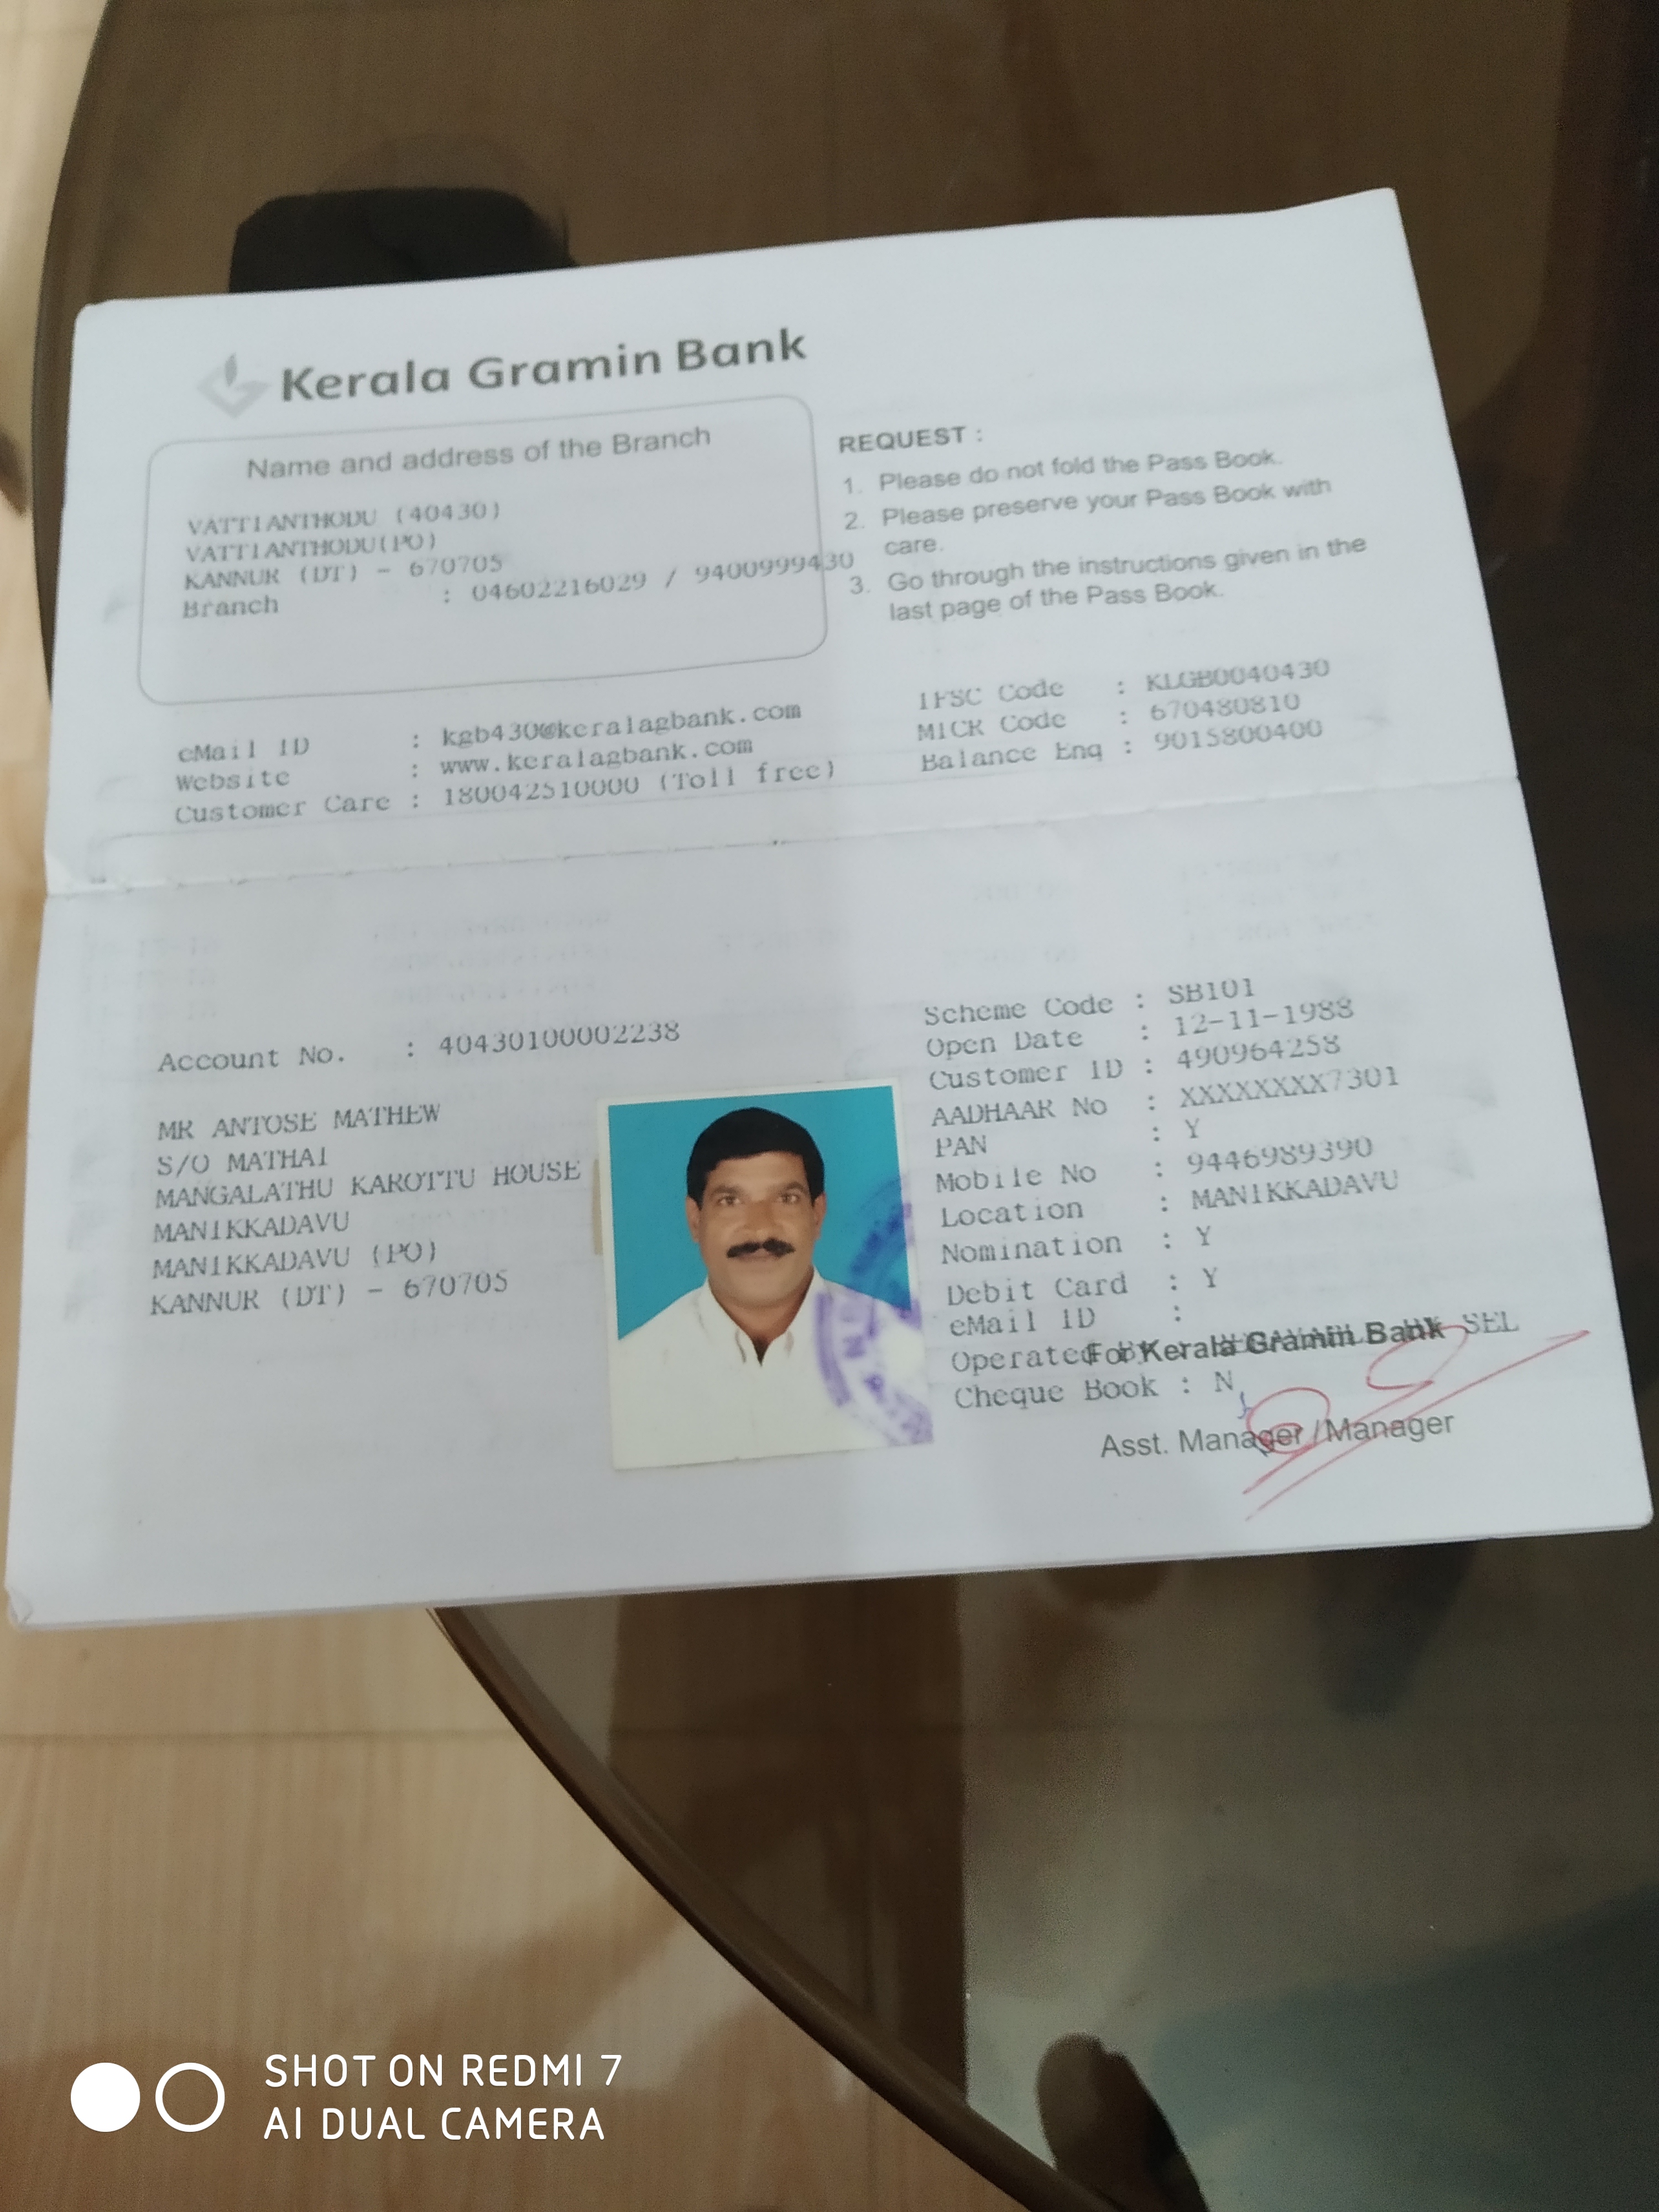 Kerala Gramin Bank
Name and address of the Branch
VATTIANTHODU (40430)
VATTIANTHODU(PO)
KANNUR (DT) - 670705
Branch : 04602216029 / 9400999430
REQUEST :
1. Please do not fold the Pass Book.
2. Please preserve your Pass Book with
care.
3. Go through the instructions given in the
last page of the Pass Book.
eMail ID : kgb430@keralagbank.com
Website : www.keralagbank.com
Customer Care : 180042510000 (Toll free)
IFSC Code : KLGB0040430
MICR Code : 670480810
Balance Enq : 9015800400
Account No. : 40430100002238
MR ANTOSE MATHEW
S/O MATHAI
MANGALATHU KAROTTU HOUSE
MANIKKADAVU
MANIKKADAVU (PO)
KANNUR (DT) - 670705
Scheme Code : SB101
Open Date : 12-11-1988
Customer ID : 490964258
AADHAAR No : XXXXXXXX7301
PAN : Y
Mobile No : 9446989390
Location : MANIKKADAVU
Nomination : Y
Debit Card : Y
eMail ID :
Operated By SEL
For Kerala Gramin Bank
Cheque Book : N
Asst. Manager / Manager
SHOT ON REDMI 7
AI DUAL CAMERA